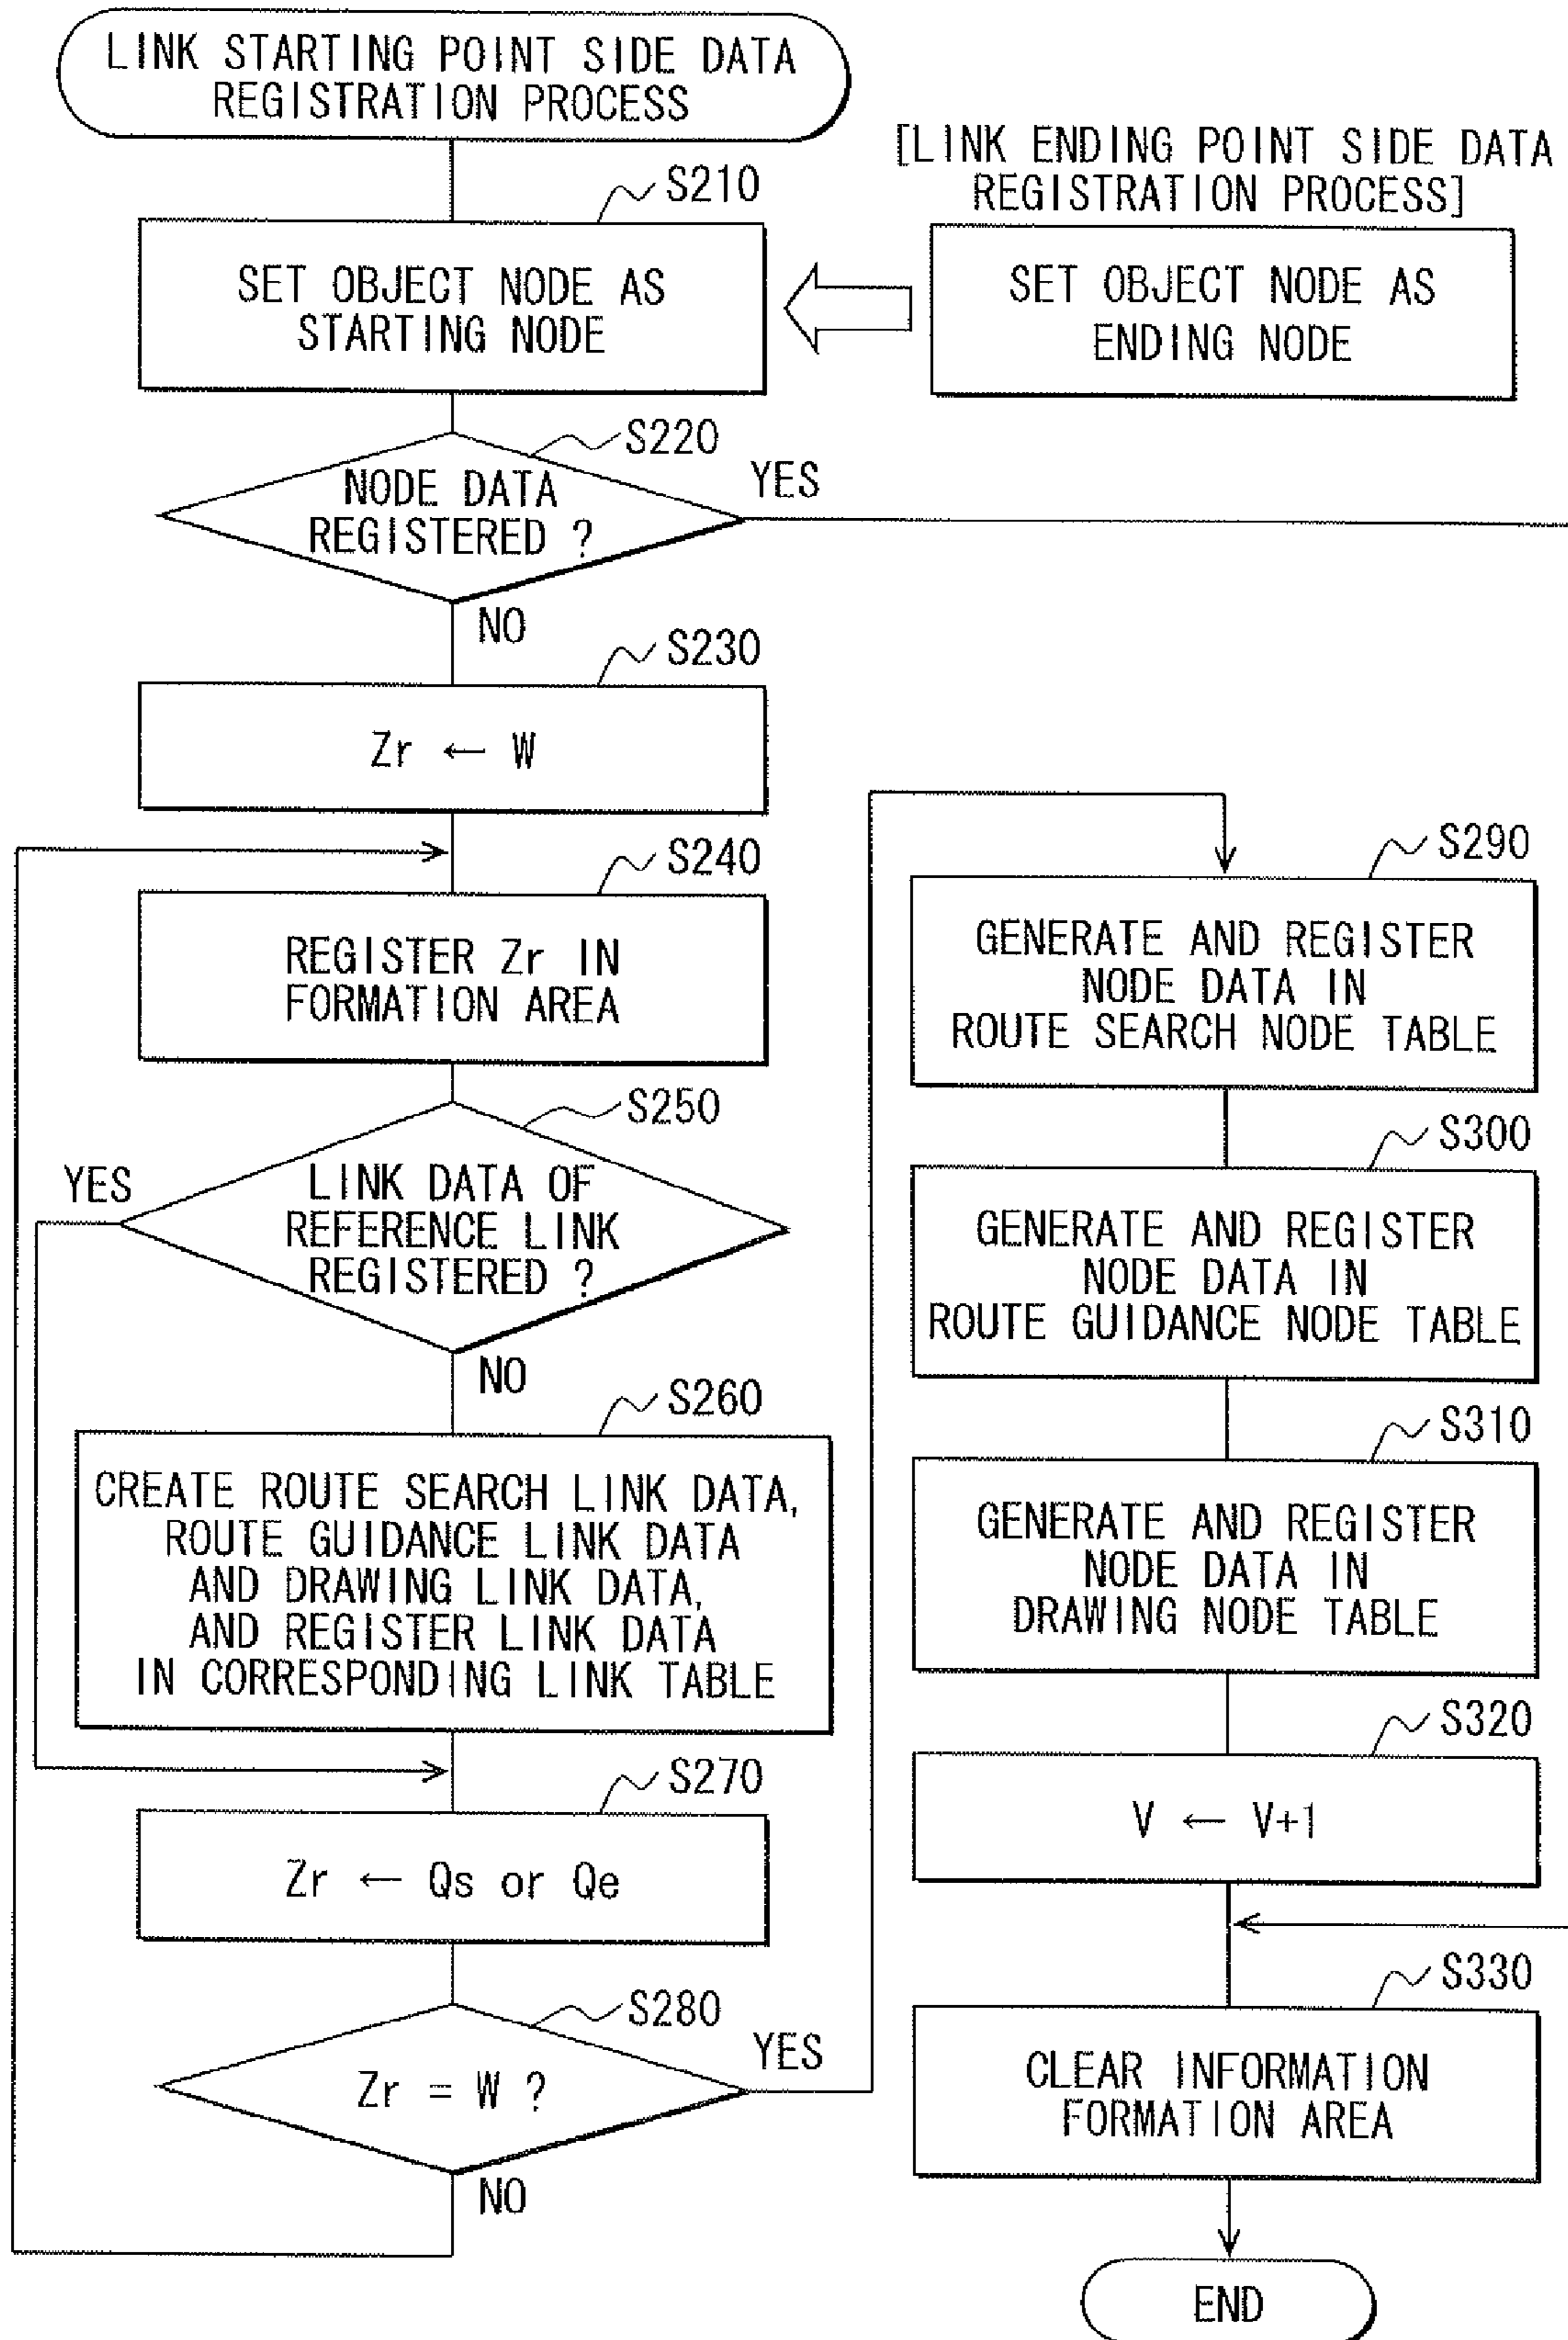 LINK STARTING POINT SIDE DATA
REGISTRATION PROCESS
[LINK ENDING POINT SIDE DATA
REGISTRATION PROCESS]
S210
SET OBJECT NODE AS
STARTING NODE
SET OBJECT NODE AS
ENDING NODE
S220
NODE DATA
REGISTERED ?
YES
NO
S230
Zr ← W
S240
REGISTER Zr IN
FORMATION AREA
S250
LINK DATA OF
REFERENCE LINK
REGISTERED ?
YES
NO
S260
CREATE ROUTE SEARCH LINK DATA,
ROUTE GUIDANCE LINK DATA
AND DRAWING LINK DATA,
AND REGISTER LINK DATA
IN CORRESPONDING LINK TABLE
S270
Zr ← Qs or Qe
S280
Zr = W ?
YES
NO
S290
GENERATE AND REGISTER
NODE DATA IN
ROUTE SEARCH NODE TABLE
S300
GENERATE AND REGISTER
NODE DATA IN
ROUTE GUIDANCE NODE TABLE
S310
GENERATE AND REGISTER
NODE DATA IN
DRAWING NODE TABLE
S320
V ← V+1
S330
CLEAR INFORMATION
FORMATION AREA
END